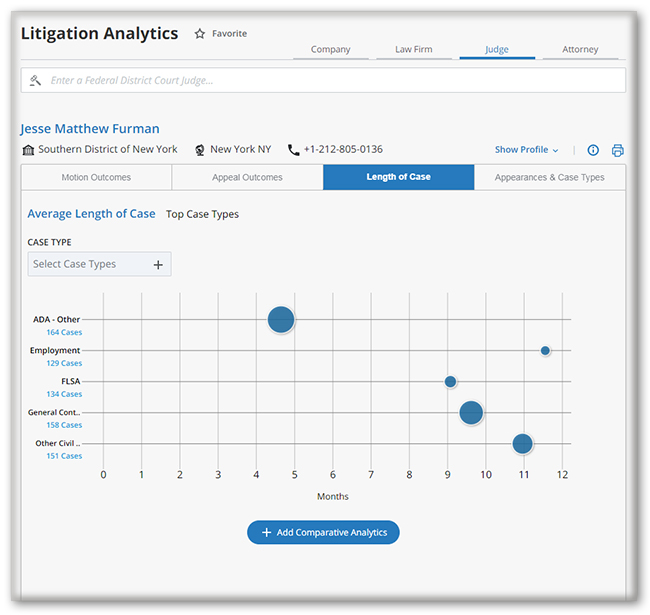 Litigation Analytics Favorite
Company Law Firm Judge Attorney
Enter a Federal District Court Judge...
Jesse Matthew Furman
Southern District of New York New York NY +1-212-805-0136 Show Profile
Motion Outcomes Appeal Outcomes Length of Case Appearances & Case Types
Average Length of Case Top Case Types
CASE TYPE
Select Case Types +
ADA - Other
164 Cases
Employment
129 Cases
FLSA
134 Cases
General Cont..
158 Cases
Other Civil ..
151 Cases
0 1 2 3 4 5 6 7 8 9 10 11 12
Months
+ Add Comparative Analytics